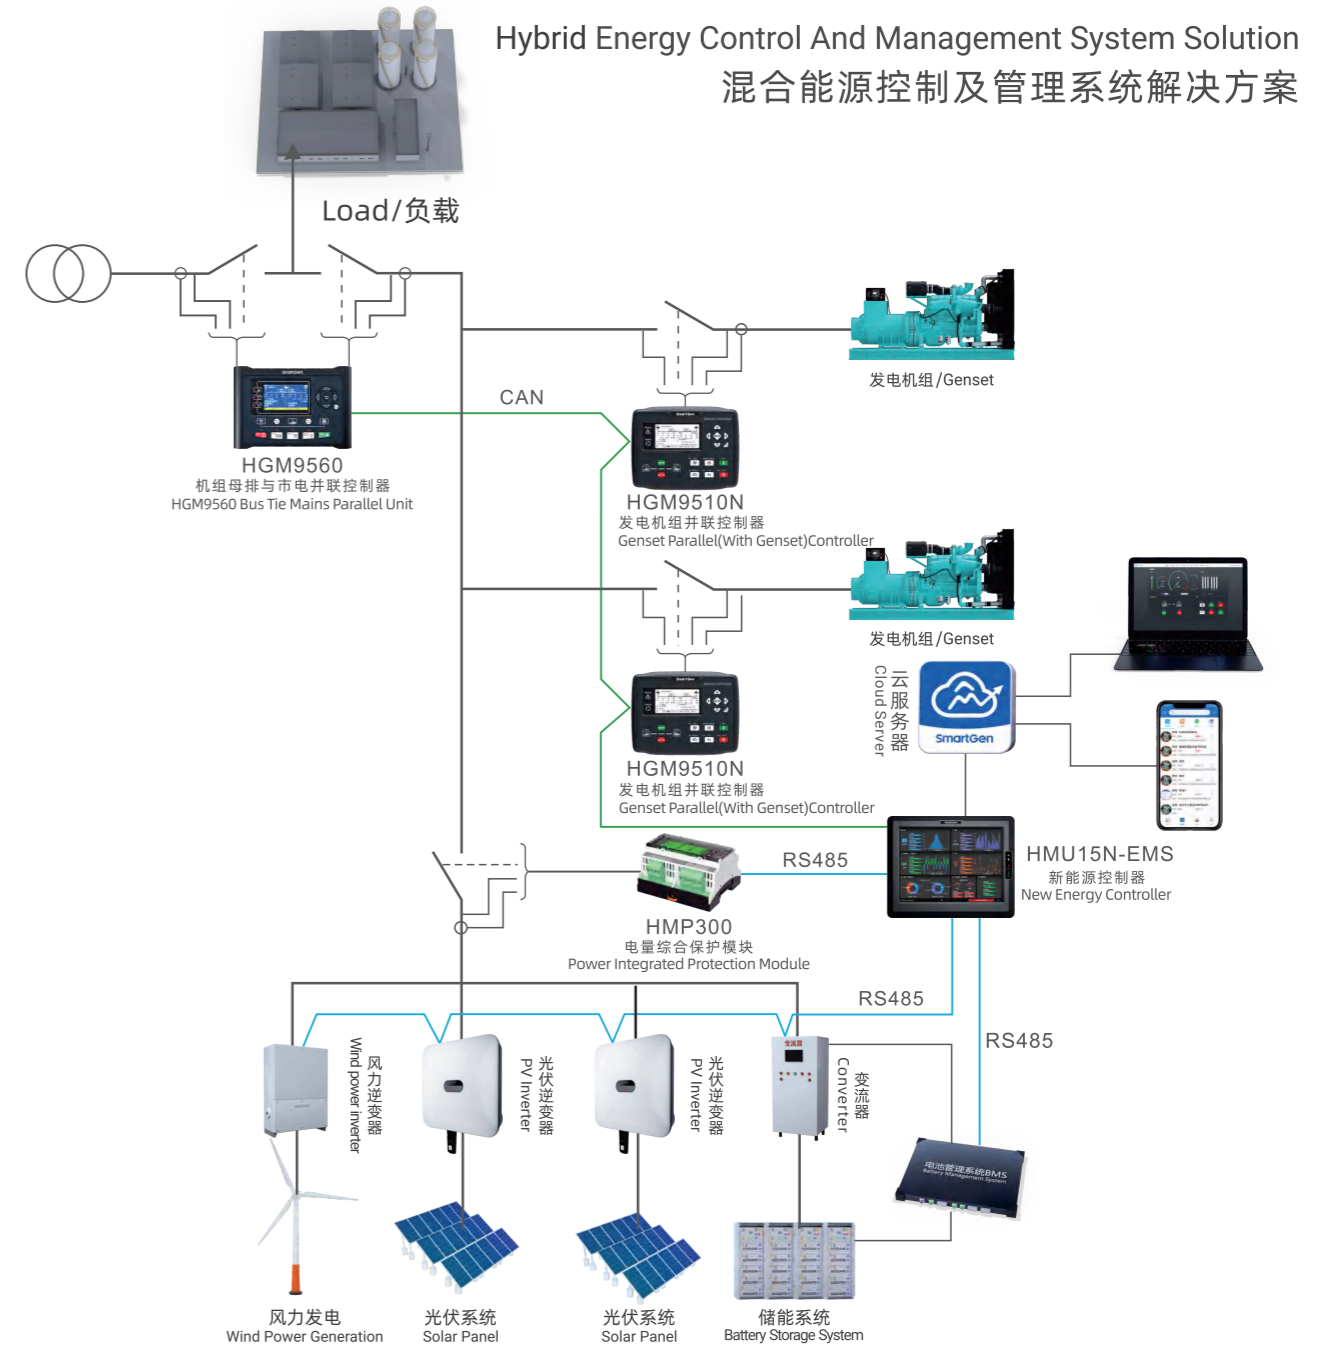 Hybrid Energy Control And Management System Solution
混合能源控制及管理系统解决方案
Load/负载
发电机组/Genset
CAN
SmartGen
HGM9560
机组母排与市电并联控制器
HGM9560 Bus Tie Mains Parallel Unit
SmartGen
HGM9510N
发电机组并联控制器
Genset Parallel(With Genset)Controller
发电机组/Genset
云服务器
Cloud Server
SmartGen
SmartGen
HGM9510N
发电机组并联控制器
Genset Parallel(With Genset)Controller
RS485
HMU15N-EMS
新能源控制器
New Energy Controller
HMP300
电量综合保护模块
Power Integrated Protection Module
RS485
RS485
风力逆变器
Wind power inverter
光伏逆变器
PV Inverter
光伏逆变器
PV Inverter
变流器
变流器
Converter
电池管理系统BMS
Battery Management System
风力发电
Wind Power Generation
光伏系统
Solar Panel
光伏系统
Solar Panel
储能系统
Battery Storage System